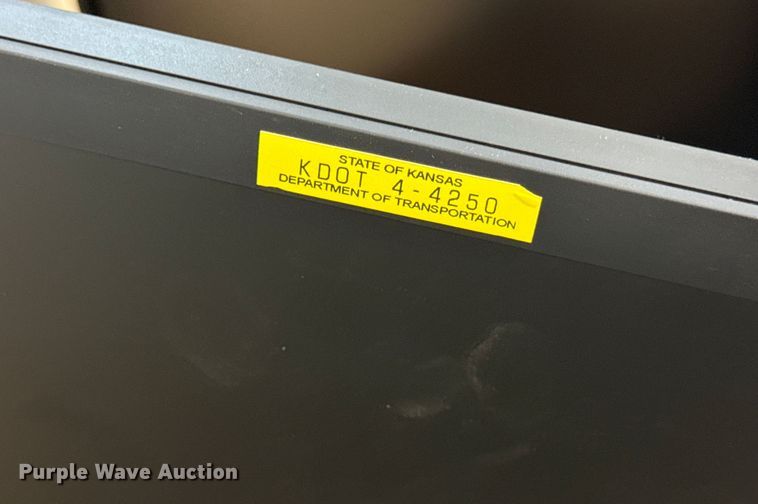 STATE OF KANSAS
KDOT 4-4250
DEPARTMENT OF TRANSPORTATION
Purple Wave Auction